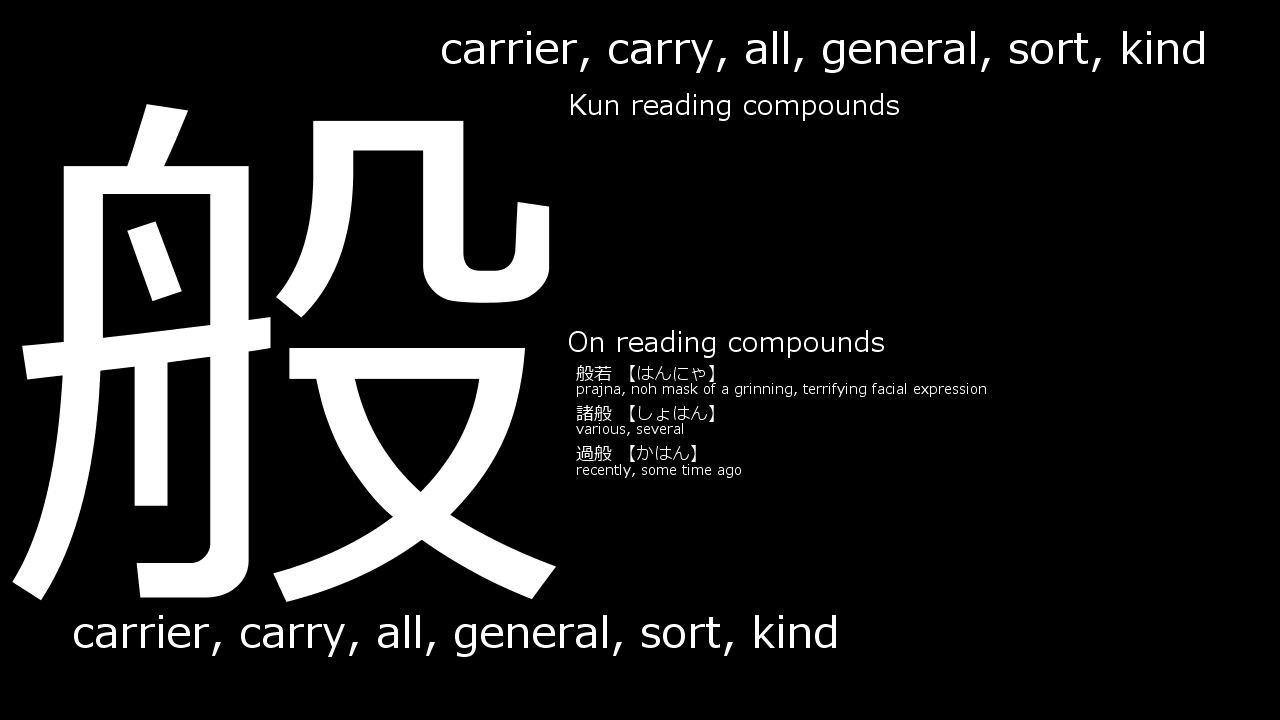 carrier, carry, all, general, sort, kind
Kun reading compounds
般
On reading compounds
般若 【はんにゃ】
prajna, noh mask of a grinning, terrifying facial expression
諸般 【しょはん】
various, several
過般 【かはん】
recently, some time ago
carrier, carry, all, general, sort, kind